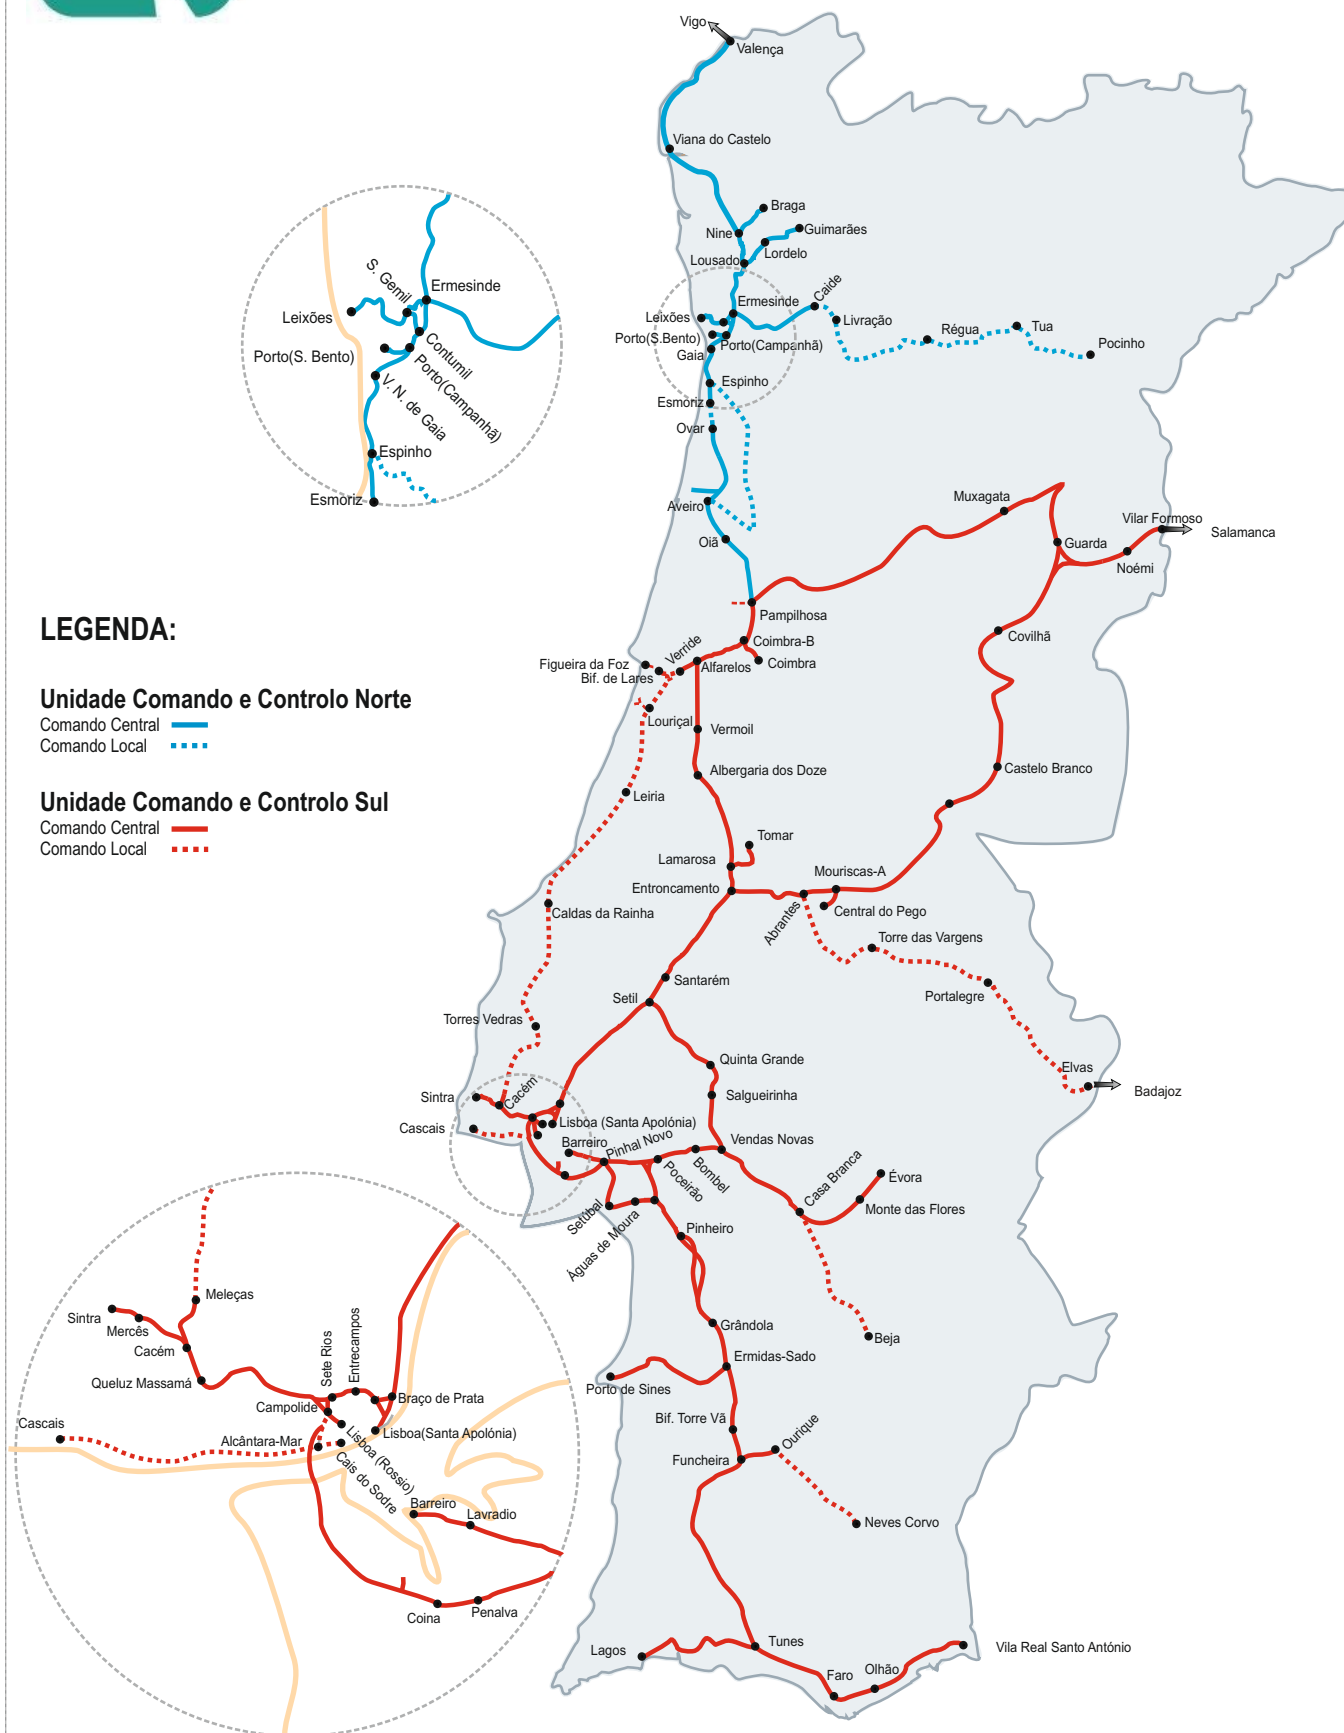 Vigo
Valença
Viana do Castelo
Braga
Nine
Guimarães
Lordelo
Lousado
Ermesinde
Caide
Leixões
Livração
Porto(S.Bento)
Porto(Campanhã)
Régua
Tua
Pocinho
Gaia
Espinho
Esmoriz
Ovar
Aveiro
Oiã
Pampilhosa
Muxagata
Vilar Formoso
Salamanca
Guarda
Noémi
Covilhã
Coimbra-B
Coimbra
Verride
Alfarelos
Figueira da Foz
Bif. de Lares
Louriçal
Vermoil
Albergaria dos Doze
Castelo Branco
Leiria
Tomar
Lamarosa
Entroncamento
Mouriscas-A
Abrantes
Central do Pego
Caldas da Rainha
Torre das Vargens
Santarém
Portalegre
Setil
Torres Vedras
Quinta Grande
Elvas
Badajoz
Salgueirinha
Sintra
Cacém
Cascais
Lisboa (Santa Apolónia)
Barreiro
Pinhal Novo
Vendas Novas
Bombel
Poceirão
Casa Branca
Évora
Monte das Flores
Setúbal
Águas de Moura
Pinheiro
Grândola
Beja
Ermidas-Sado
Porto de Sines
Bif. Torre Vã
Ourique
Funcheira
Neves Corvo
Lagos
Tunes
Faro
Olhão
Vila Real Santo António
S. Gemil
Ermesinde
Leixões
Contumil
Porto(S. Bento)
Porto(Campanhã)
V. N. de Gaia
Espinho
Esmoriz
LEGENDA:
Unidade Comando e Controlo Norte
Comando Central
Comando Local
Unidade Comando e Controlo Sul
Comando Central
Comando Local
Meleças
Sintra
Mercês
Cacém
Queluz Massamá
Sete Rios
Entrecampos
Campolide
Braço de Prata
Cascais
Alcântara-Mar
Lisboa(Santa Apolónia)
Lisboa (Rossio)
Cais do Sodre
Barreiro
Lavradio
Coina
Penalva